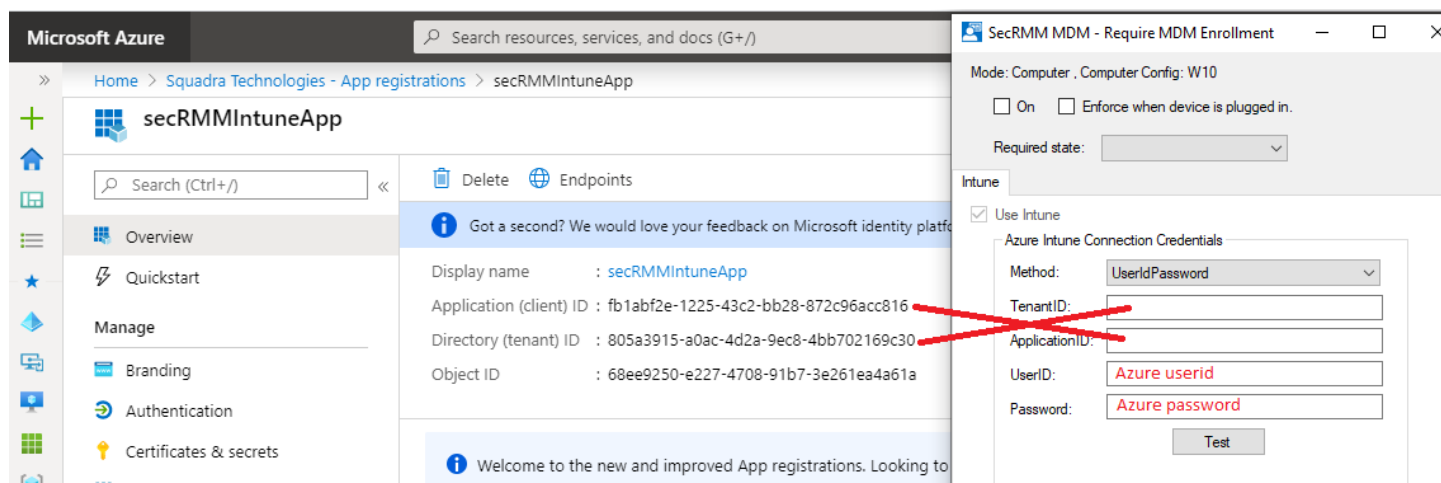 Microsoft Azure
Search resources, services, and docs (G+/)
Home > Squadra Technologies - App registrations > secRMMIntuneApp
secRMMIntuneApp
Search (Ctrl+/)
Overview
Quickstart
Manage
Branding
Authentication
Certificates & secrets
Delete
Endpoints
Got a second? We would love your feedback on Microsoft identity platfo
Display name : secRMMIntuneApp
Application (client) ID : fb1abf2e-1225-43c2-bb28-872c96acc816
Directory (tenant) ID : 805a3915-a0ac-4d2a-9ec8-4bb702169c30
Object ID : 68ee9250-e227-4708-91b7-3e261ea4a61a
Welcome to the new and improved App registrations. Looking to
SecRMM MDM - Require MDM Enrollment
Mode: Computer , Computer Config: W10
On
Enforce when device is plugged in.
Required state:
Intune
Use Intune
Azure Intune Connection Credentials
Method: UserIdPassword
TenantID:
ApplicationID:
UserID: Azure userid
Password: Azure password
Test